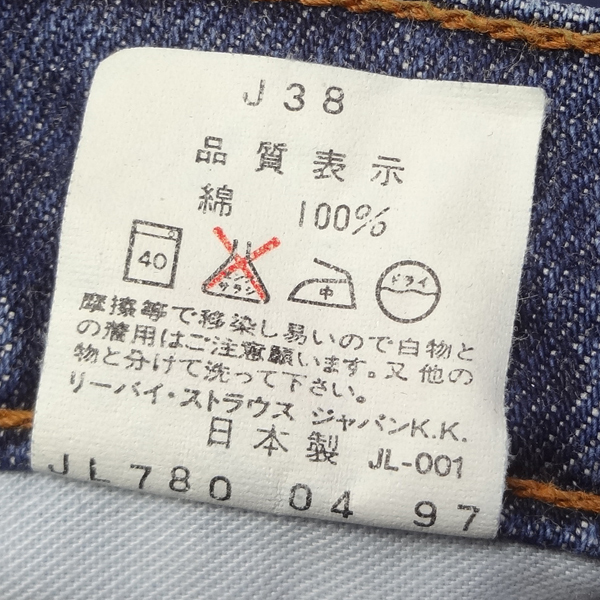 J38
品質表示
綿 100%
40 エンソ サラシ 中 ドライ
摩擦等で移染し易いので白物と
の着用はご注意願います。又他の
物と分けて洗って下さい。
リーバイ・ストラウス ジャパンK.K.
日本製 JL-001
JL780 04 97